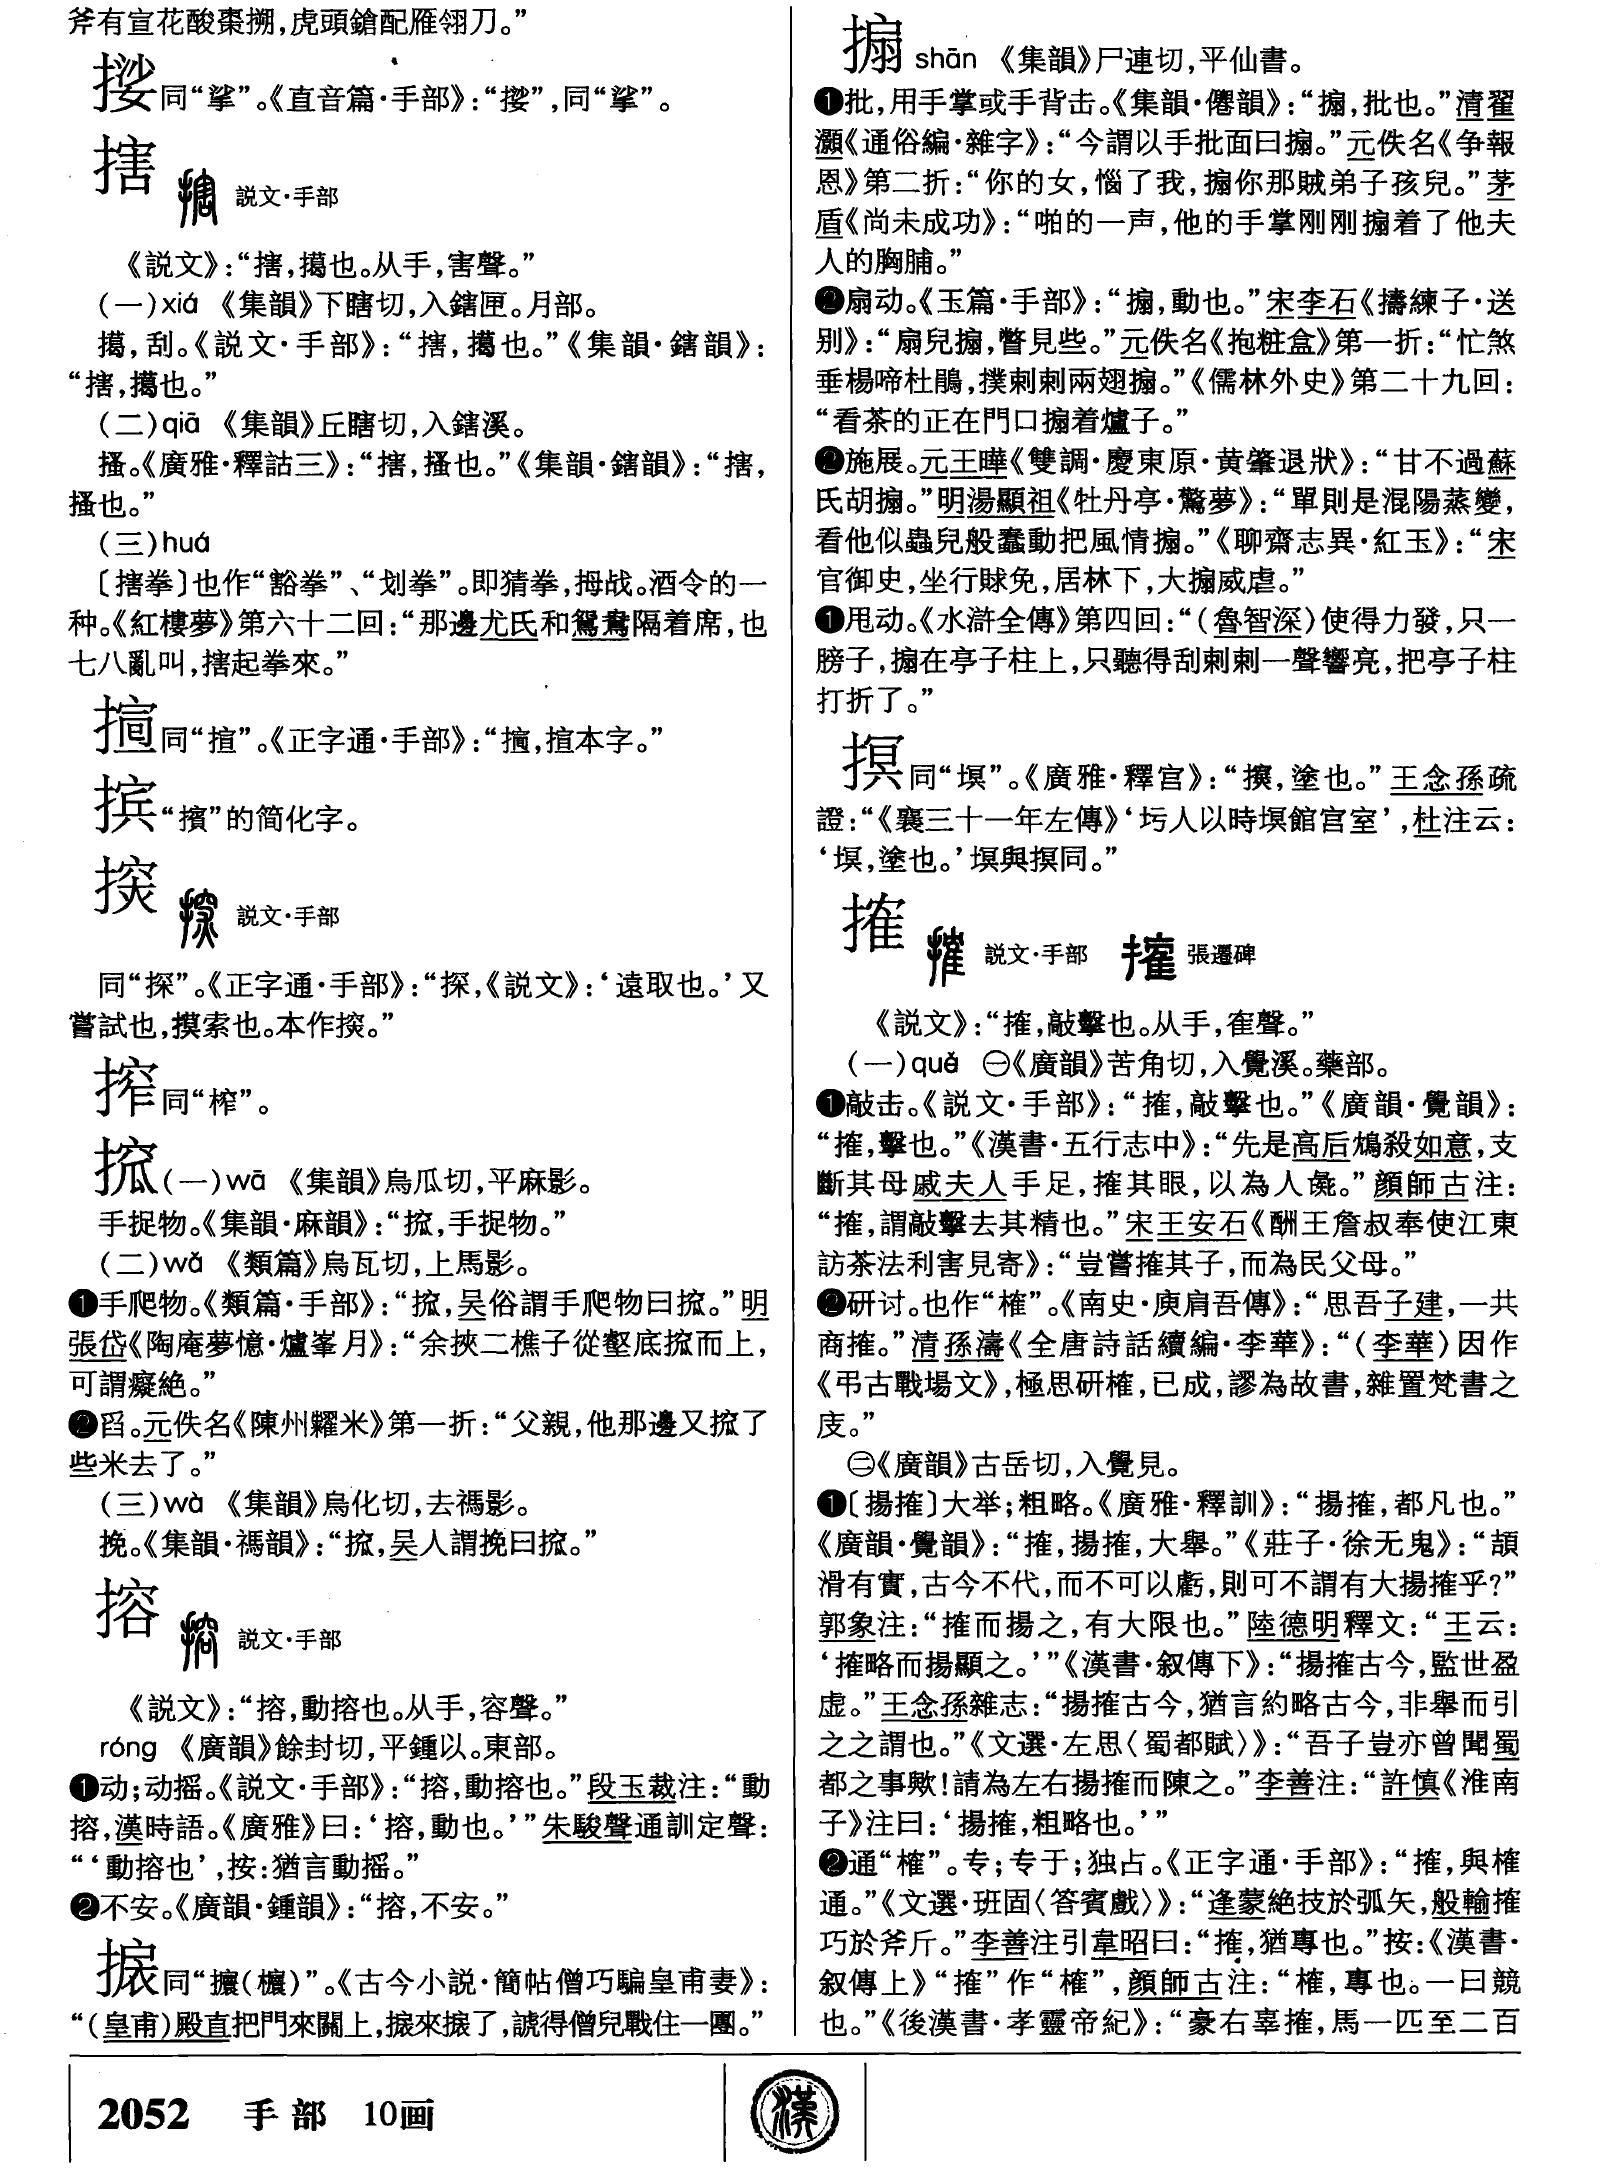 斧有宣花酸棗搠,虎頭鎗配雁翎刀。”
挱同“挲”。《直音篇·手部》:“挱”,同“挲”。
搳 説文·手部
《説文》:“搳,擖也。从手,害聲。”
(一)xiá 《集韻》下瞎切,入鎋匣。月部。
擖,刮。《説文·手部》:“搳,擖也。”《集韻·鎋韻》:
“搳,擖也。”
(二)qiā 《集韻》丘瞎切,入鎋溪。
搔。《廣雅·釋詁三》:“搳,搔也。”《集韻·鎋韻》:“搳,
搔也。”
(三)huá
〔搳拳〕也作“豁拳”、“划拳”。即猜拳,拇战。酒令的一
种。《紅樓夢》第六十二回:“那邊尤氏和鴛鴦隔着席,也
七八亂叫,搳起拳來。”
同“揎”。《正字通·手部》:“揎本字。”
摈“擯”的简化字。
説文·手部
同“探”。《正字通·手部》:“探,《説文》:‘遠取也。’又
嘗試也,摸索也。本作㨞。”
搾同“榨”。
搲(一)wā 《集韻》烏瓜切,平麻影。
手捉物。《集韻·麻韻》:“搲,手捉物。”
(二)wǎ 《類篇》烏瓦切,上馬影。
❶手爬物。《類篇·手部》:“搲,吴俗謂手爬物曰搲。”明
張岱《陶庵夢憶·爐峯月》:“余挾二樵子從壑底搲而上,
可謂癡絶。”
❷舀。元佚名《陳州糶米》第一折:“父親,他那邊又搲了
些米去了。”
(三)wà 《集韻》烏化切,去禡影。
挽。《集韻·禡韻》:“搲,吴人謂挽曰搲。”
搈 説文·手部
《説文》:“搈,動搈也。从手,容聲。”
róng 《廣韻》餘封切,平鍾以。東部。
❶动;动摇。《説文·手部》:“搈,動搈也。”段玉裁注:“動
搈,漢時語。《廣雅》曰:‘搈,動也。’”朱駿聲通訓定聲:
“‘動搈也’,按:猶言動摇。”
❷不安。《廣韻·鍾韻》:“搈,不安。”
同“攘(欀)”。《古今小説·簡帖僧巧騙皇甫妻》:
“(皇甫)殿直把門來關上,㨰來㨰了,諕得僧兒戰住一團。”
搧 shān 《集韻》尸連切,平仙書。
❶批,用手掌或手背击。《集韻·僊韻》:“搧,批也。”清翟
灝《通俗編·雜字》:“今謂以手批面曰搧。”元佚名《争報
恩》第二折:“你的女,惱了我,搧你那賊弟子孩兒。”茅
盾《尚未成功》:“啪的一声,他的手掌刚刚搧着了他夫
人的胸脯。”
❷扇动。《玉篇·手部》:“搧,動也。”宋李石《擣練子·送
别》:“扇兒搧,瞥見些。”元佚名《抱粧盒》第一折:“忙煞
垂楊啼杜鵑,撲剌剌兩翅搧。”《儒林外史》第二十九回:
“看茶的正在門口搧着爐子。”
❷施展。元王曄《雙調·慶東原·黄肇退狀》:“甘不過蘇
氏胡搧。”明湯顯祖《牡丹亭·驚夢》:“單則是混陽蒸變,
看他似蟲兒般蠢動把風情搧。”《聊齋志異·紅玉》:“宋
官御史,坐行賕免,居林下,大搧威虐。”
❶甩动。《水滸全傳》第四回:“(魯智深)使得力發,只一
膀子,搧在亭子柱上,只聽得刮剌剌一聲響亮,把亭子柱
打折了。”
搷同“塓”。《廣雅·釋宫》:“摸,塗也。”王念孫疏
證:“《襄三十一年左傳》‘圬人以時塓館宫室’,杜注云:
‘塓,塗也。’塓與㨠同。”
搉 説文·手部 張遷碑
《説文》:“搉,敲擊也。从手,隺聲。”
(一)què ㊀《廣韻》苦角切,入覺溪。藥部。
❶敲击。《説文·手部》:“搉,敲擊也。”《廣韻·覺韻》:
“搉,擊也。”《漢書·五行志中》:“先是高后鴆殺如意,支
斷其母戚夫人手足,搉其眼,以為人彘。”顔師古注:
“搉,謂敲擊去其精也。”宋王安石《酬王詹叔奉使江東
訪茶法利害見寄》:“豈嘗搉其子,而為民父母。”
❷研讨。也作“榷”。《南史·庾肩吾傳》:“思吾子建,一共
商搉。”清孫濤《全唐詩話續編·李華》:“(李華)因作
《弔古戰場文》,極思研榷,已成,謬為故書,雜置梵書之
庋。”
㊁《廣韻》古岳切,入覺見。
❶〔揚搉〕大举;粗略。《廣雅·釋訓》:“揚搉,都凡也。”
《廣韻·覺韻》:“搉,揚搉,大舉。”《莊子·徐无鬼》:“頡
滑有實,古今不代,而不可以虧,則可不謂有大揚搉乎?”
郭象注:“搉而揚之,有大限也。”陸德明釋文:“王云:
‘搉略而揚顯之。’”《漢書·叙傳下》:“揚搉古今,監世盈
虚。”王念孫雜志:“揚搉古今,猶言約略古今,非舉而引
之之謂也。”《文選·左思〈蜀都賦〉》:“吾子豈亦曾聞蜀
都之事歟!請為左右揚搉而陳之。”李善注:“許慎《淮南
子》注曰:‘揚搉,粗略也。’”
❷通“榷”。专;专于;独占。《正字通·手部》:“搉,與榷
通。”《文選·班固〈答賓戲〉》:“逢蒙絶技於弧矢,般輸搉
巧於斧斤。”李善注引韋昭曰:“搉,猶專也。”按:《漢書·
叙傳上》“搉”作“榷”,顔師古注:“榷,專也。一曰競
也。”《後漢書·孝靈帝紀》:“豪右辜搉,馬一匹至二百
2052 手部 10画
漢